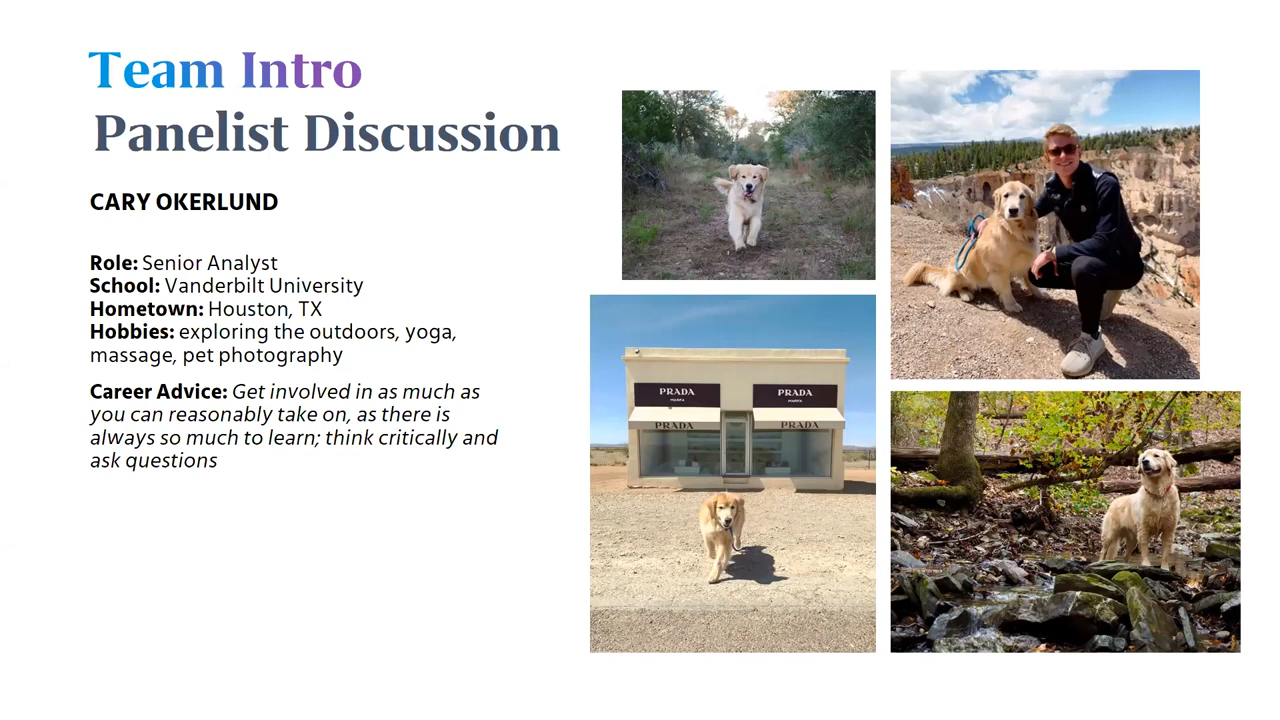 Team Intro
Panelist Discussion
CARY OKERLUND
Role: Senior Analyst
School: Vanderbilt University
Hometown: Houston, TX
Hobbies: exploring the outdoors, yoga,
massage, pet photography
Career Advice: Get involved in as much as
you can reasonably take on, as there is
always so much to learn; think critically and
ask questions
PRADA PRADA
MARFA MARFA
PRADA PRADA